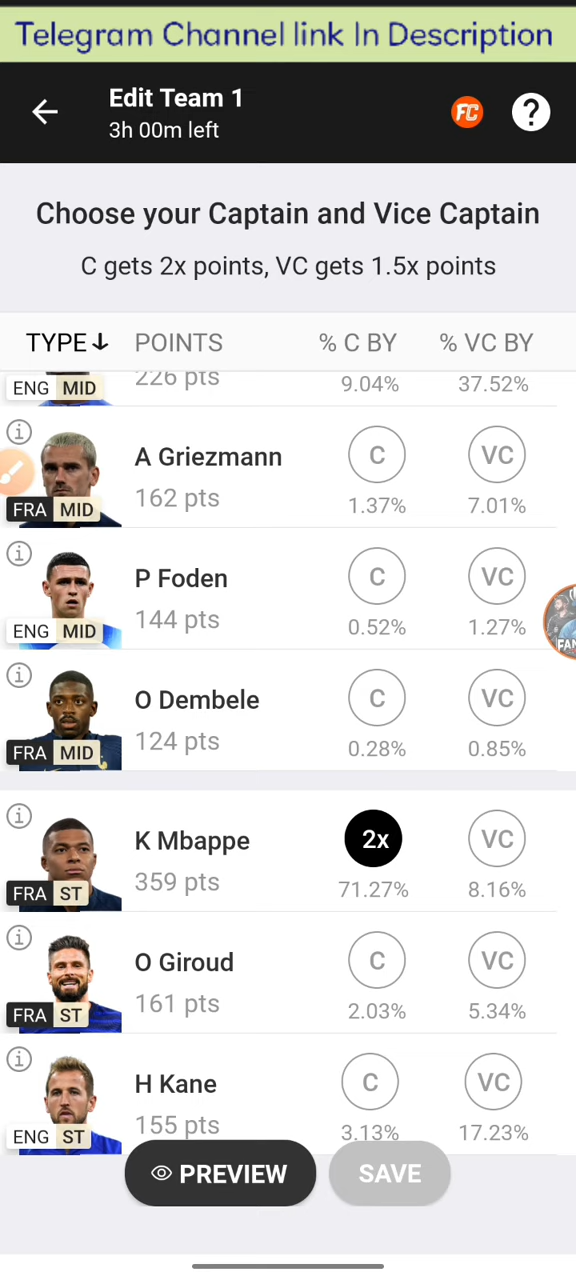 Telegram Channel link In Description
Edit Team 1
3h 00m left
FC
?
Choose your Captain and Vice Captain
C gets 2x points, VC gets 1.5x points
TYPE↓ POINTS % C BY % VC BY
226 pts 9.04% 37.52%
ENG MID
A Griezmann C VC
162 pts 1.37% 7.01%
FRA MID
P Foden C VC
144 pts 0.52% 1.27%
ENG MID
FAN
O Dembele C VC
124 pts 0.28% 0.85%
FRA MID
K Mbappe 2x VC
359 pts 71.27% 8.16%
FRA ST
O Giroud C VC
161 pts 2.03% 5.34%
FRA ST
H Kane C VC
155 pts 3.13% 17.23%
ENG ST
PREVIEW SAVE